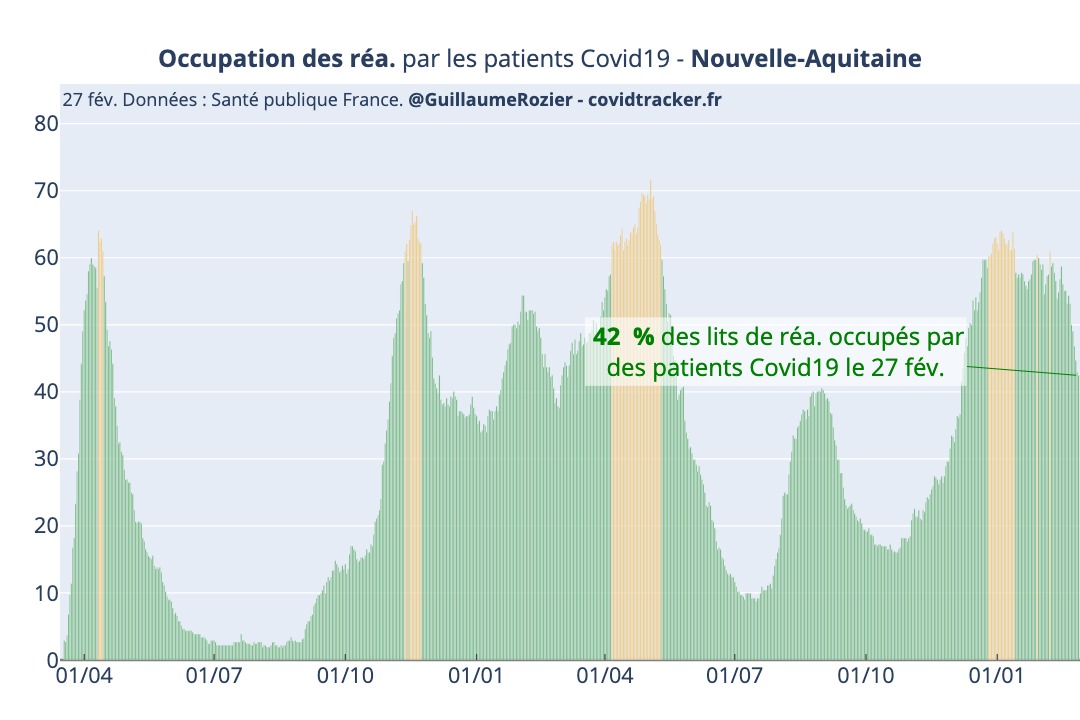 Occupation des réa. par les patients Covid19 - Nouvelle-Aquitaine
27 fév. Données : Santé publique France. @GuillaumeRozier - covidtracker.fr
80
70
60
50
40
30
20
10
0
42 % des lits de réa. occupés par
des patients Covid19 le 27 fév.
01/04 01/07 01/10 01/01 01/04 01/07 01/10 01/01